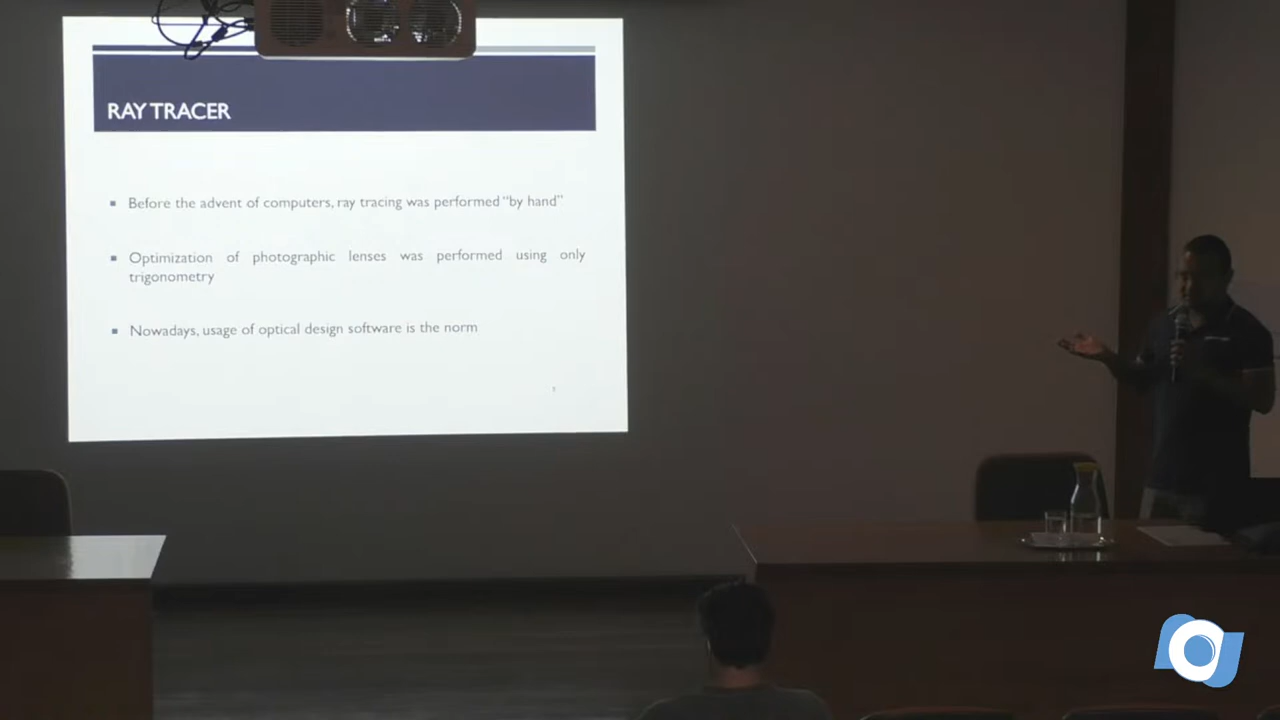 RAY TRACER
Before the advent of computers, ray tracing was performed "by hand"
Optimization of photographic lenses was performed using only
trigonometry
Nowadays, usage of optical design software is the norm